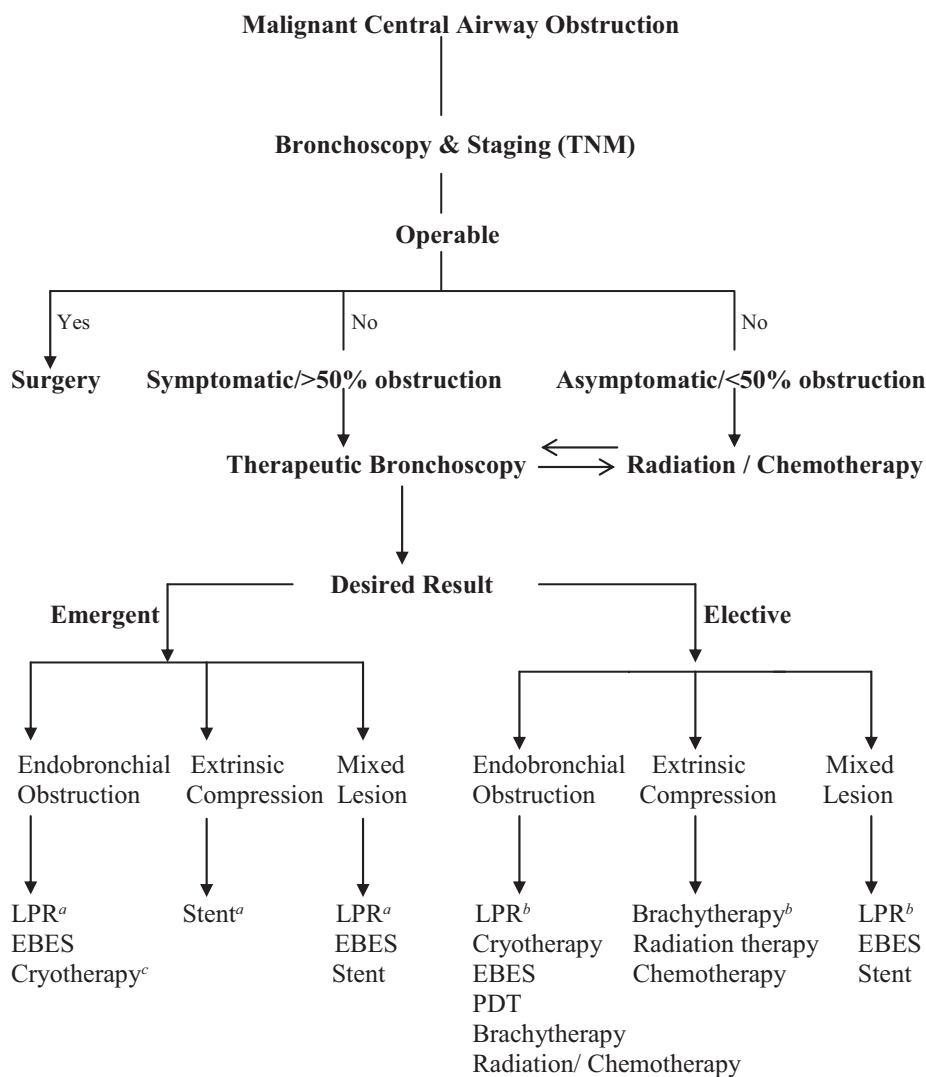 Malignant Central Airway Obstruction
Bronchoscopy & Staging (TNM)
Operable
Yes
No
No
Surgery
Symptomatic/>50% obstruction
Asymptomatic/<50% obstruction
Therapeutic Bronchoscopy
Radiation / Chemotherapy
Desired Result
Emergent
Elective
Endobronchial
Obstruction
Extrinsic
Compression
Mixed
Lesion
Endobronchial
Obstruction
Extrinsic
Compression
Mixed
Lesion
LPRa
EBES
Cryotherapyc
Stenta
LPRa
EBES
Stent
LPRb
Cryotherapy
EBES
PDT
Brachytherapy
Radiation/ Chemotherapy
Brachytherapyb
Radiation therapy
Chemotherapy
LPRb
EBES
Stent